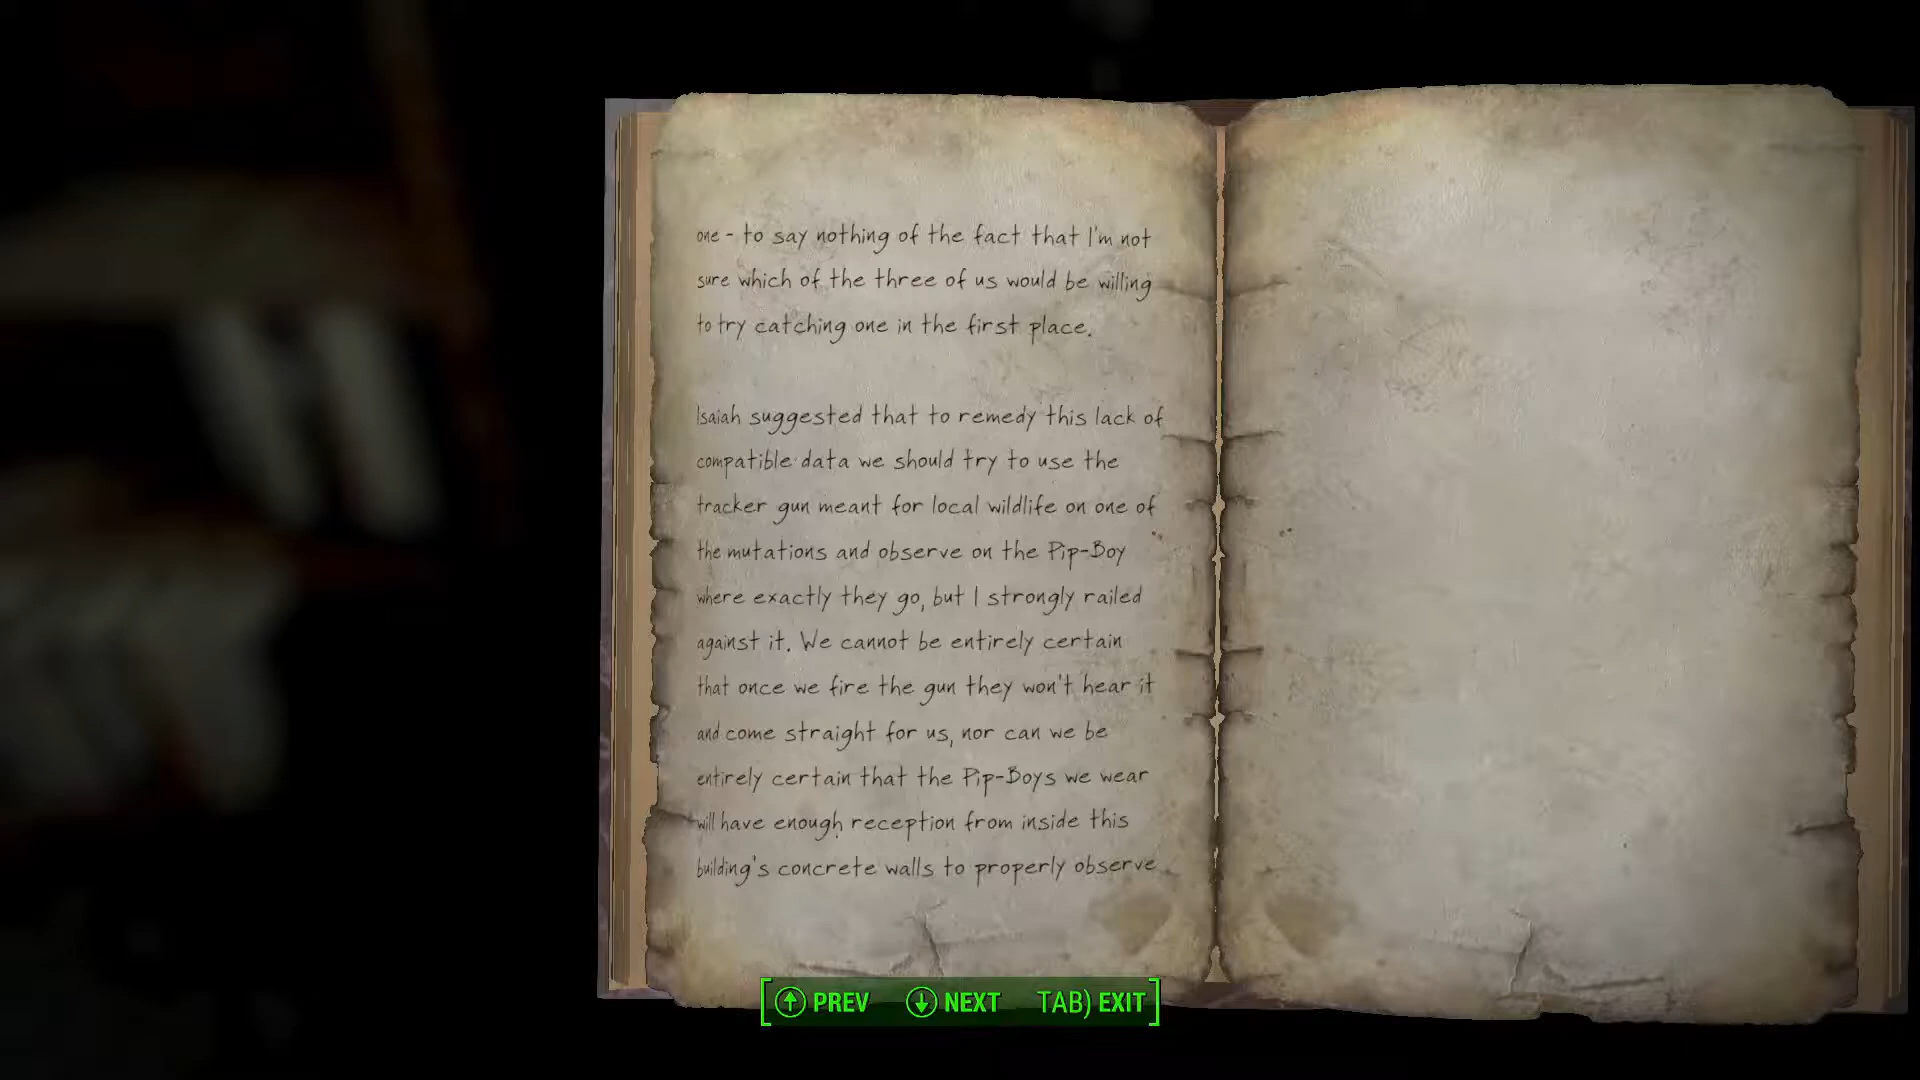 one - to say nothing of the fact that I'm not
sure which of the three of us would be willing
to try catching one in the first place.
Isaiah suggested that to remedy this lack of
compatible data we should try to use the
tracker gun meant for local wildlife on one of
the mutations and observe on the Pip-Boy
where exactly they go, but I strongly railed
against it. We cannot be entirely certain
that once we fire the gun they won't hear it
and come straight for us, nor can we be
entirely certain that the Pip-Boys we wear
will have enough reception from inside this
building's concrete walls to properly observe
PREV NEXT TAB) EXIT